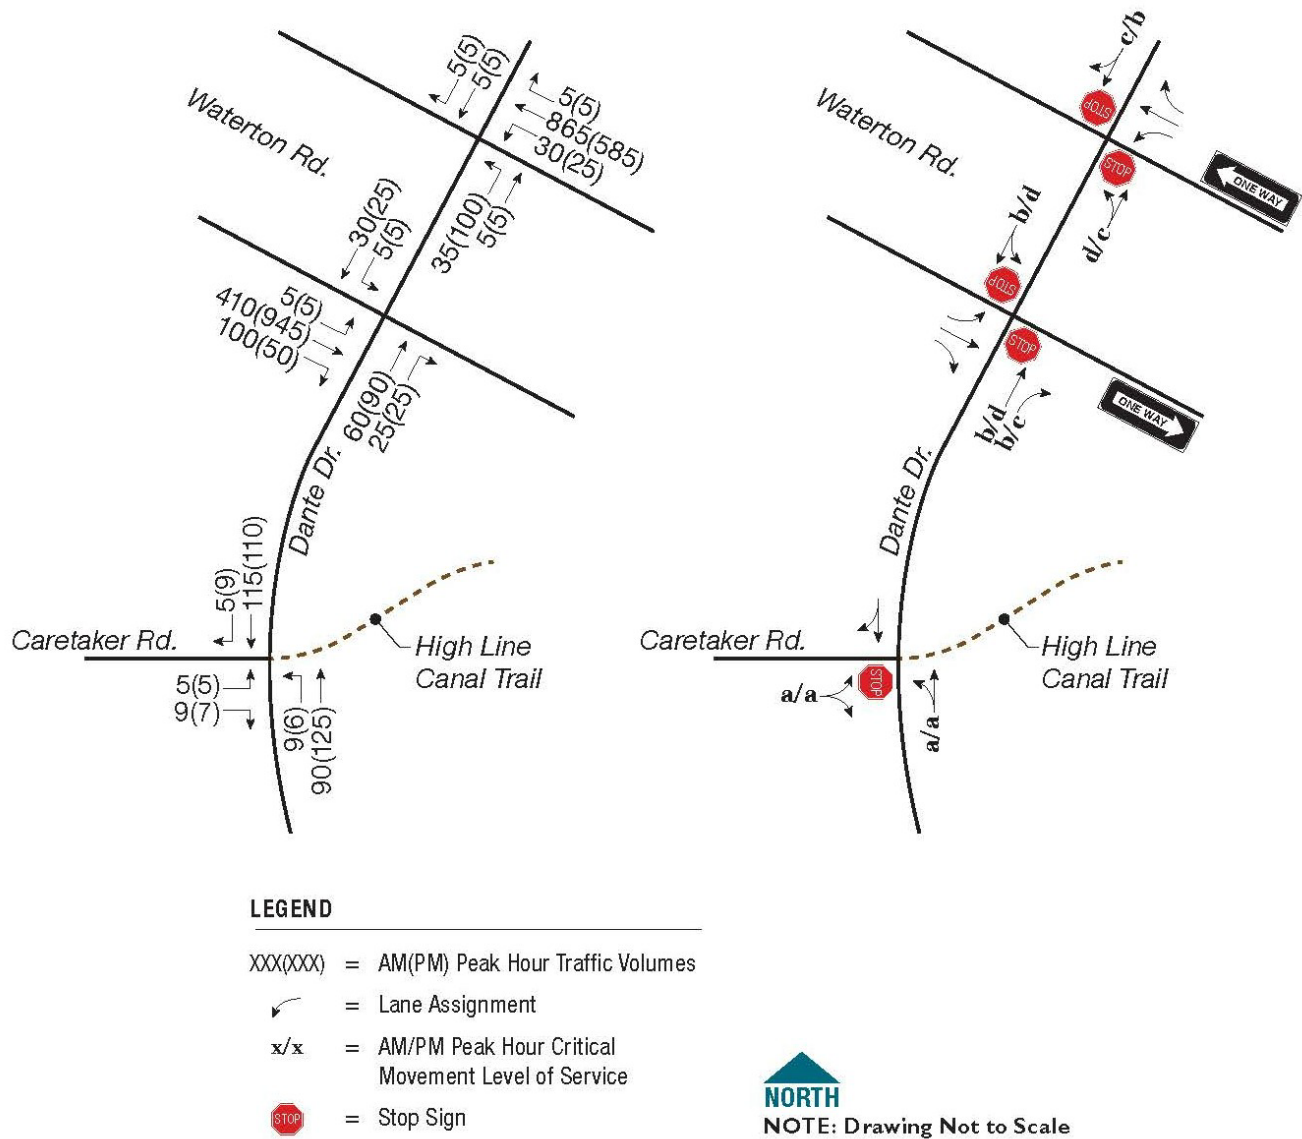 5(5)
5(5)
5(5)
865(585)
30(25)
Waterton Rd.
35(100)
5(5)
30(25)
5(5)
5(5)
410(945)
100(50)
60(90)
25(25)
Dante Dr.
5(9)
115(110)
Caretaker Rd.
High Line
Canal Trail
5(5)
9(7)
9(6)
90(125)
c/b
STOP
Waterton Rd.
STOP
ONE WAY
d/c
b/d
STOP
STOP
ONE WAY
b/d
b/c
Dante Dr.
Caretaker Rd.
High Line
Canal Trail
STOP
a/a
a/a
LEGEND
XXX(XXX) = AM(PM) Peak Hour Traffic Volumes
= Lane Assignment
x/x = AM/PM Peak Hour Critical
Movement Level of Service
STOP = Stop Sign
NORTH
NOTE: Drawing Not to Scale